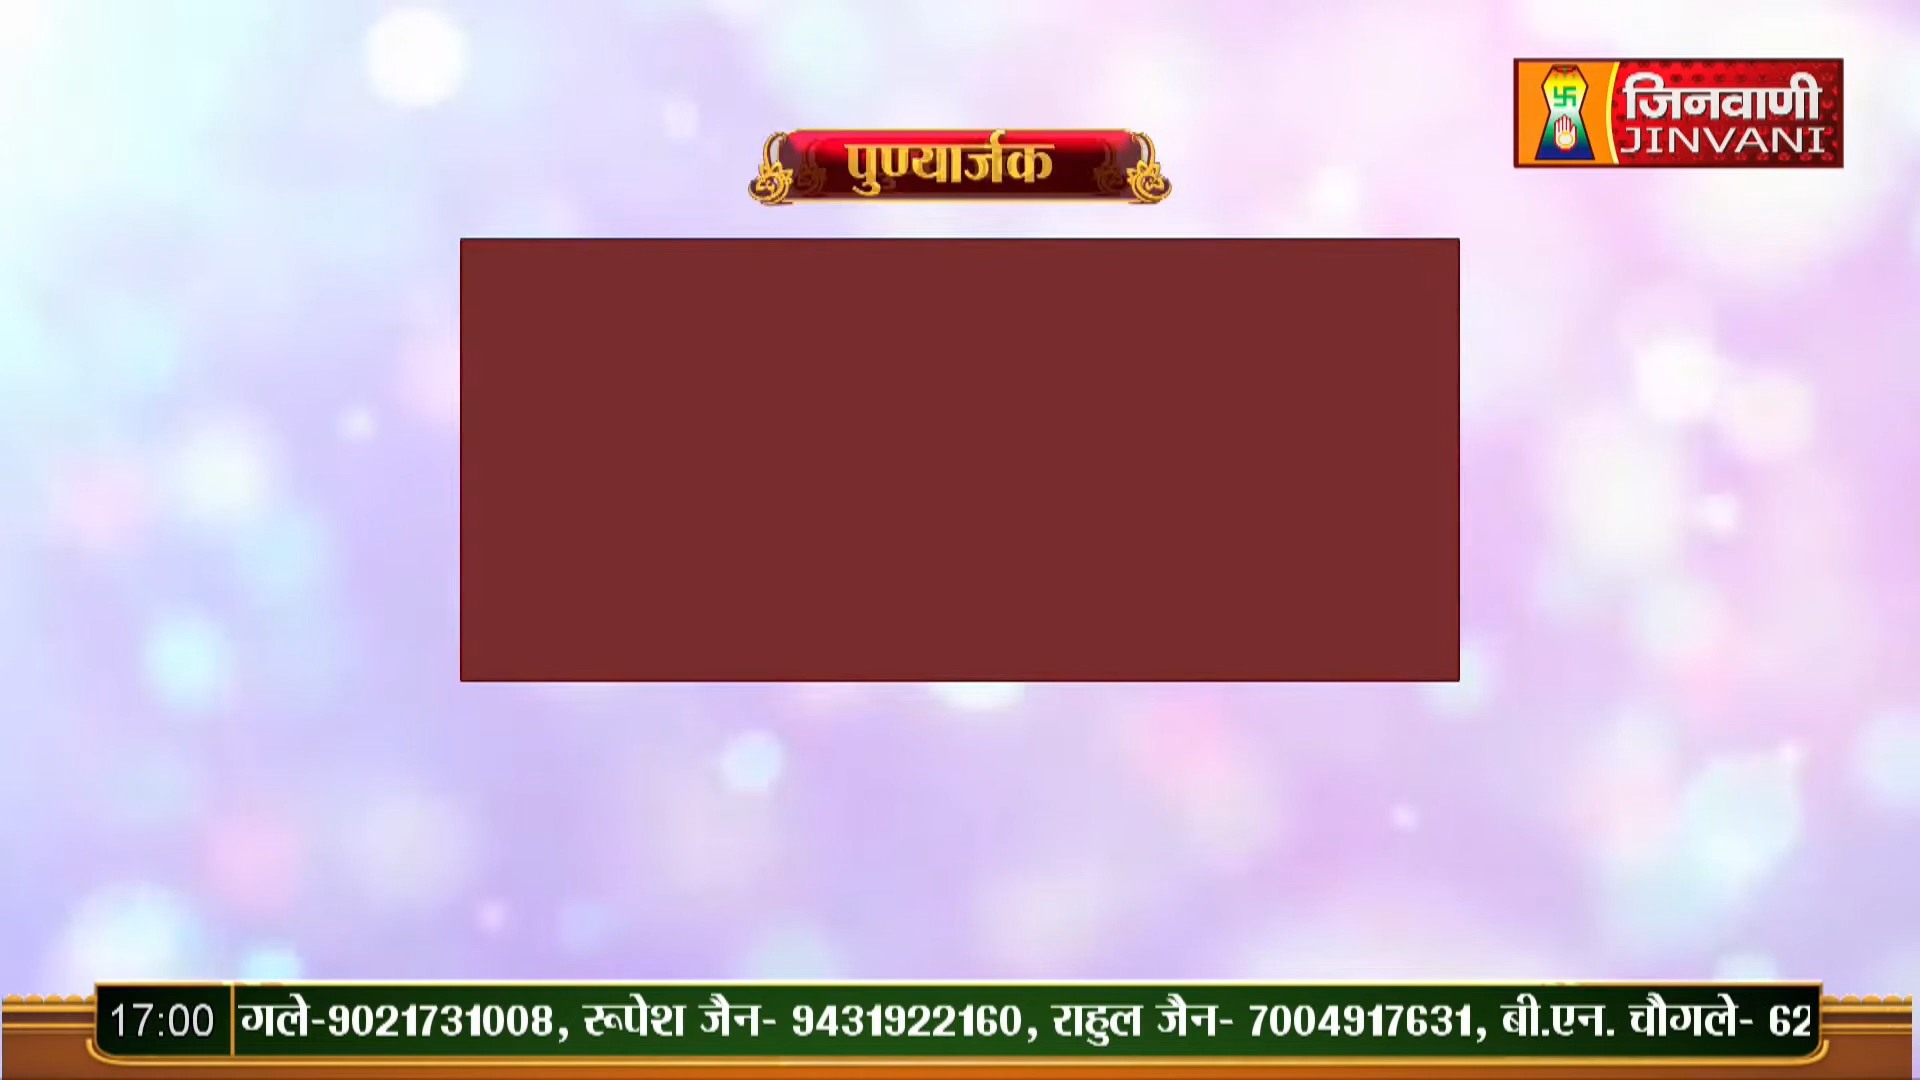 जिनवाणी
JINVANI
पुण्यार्जक
17:00 गले-9021731008, रूपेश जैन- 9431922160, राहुल जैन- 7004917631, बी.एन. चौगले- 62